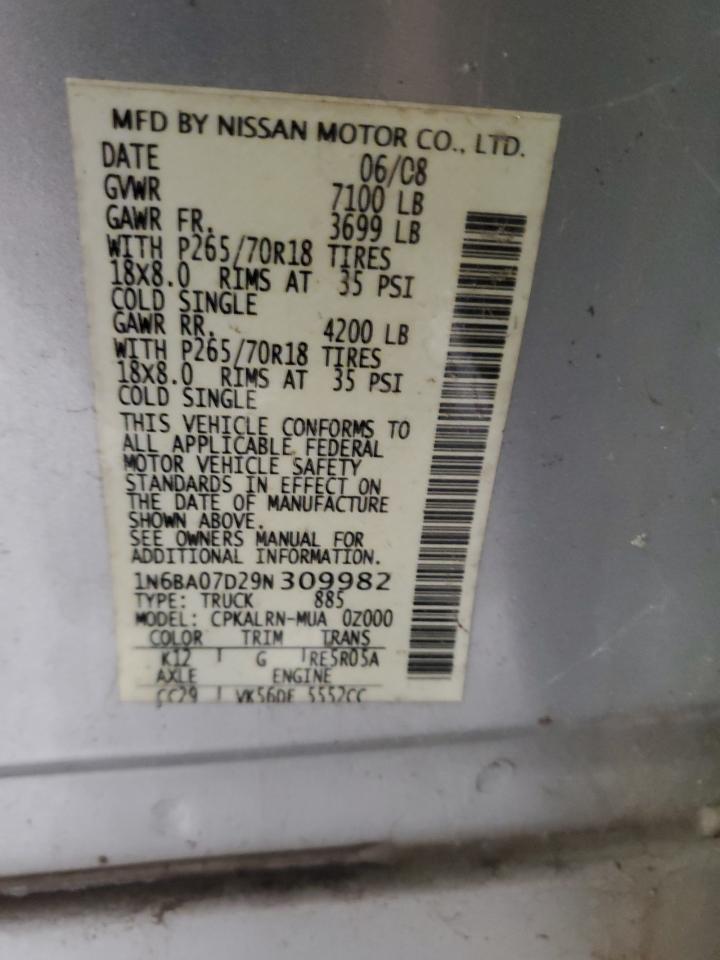 MFD BY NISSAN MOTOR CO., LTD.
DATE 06/08
GVWR 7100 LB
GAWR FR. 3699 LB
WITH P265/70R18 TIRES
18X8.0 RIMS AT 35 PSI
COLD SINGLE
GAWR RR. 4200 LB
WITH P265/70R18 TIRES
18X8.0 RIMS AT 35 PSI
COLD SINGLE
THIS VEHICLE CONFORMS TO
ALL APPLICABLE FEDERAL
MOTOR VEHICLE SAFETY
STANDARDS IN EFFECT ON
THE DATE OF MANUFACTURE
SHOWN ABOVE.
SEE OWNERS MANUAL FOR
ADDITIONAL INFORMATION.
1N6BA07D29N309982
TYPE: TRUCK 885
MODEL: CPKALRN-MUA 0Z000
COLOR TRIM TRANS
K12 G RE5R05A
AXLE ENGINE
CC29 VK56DE 5552CC